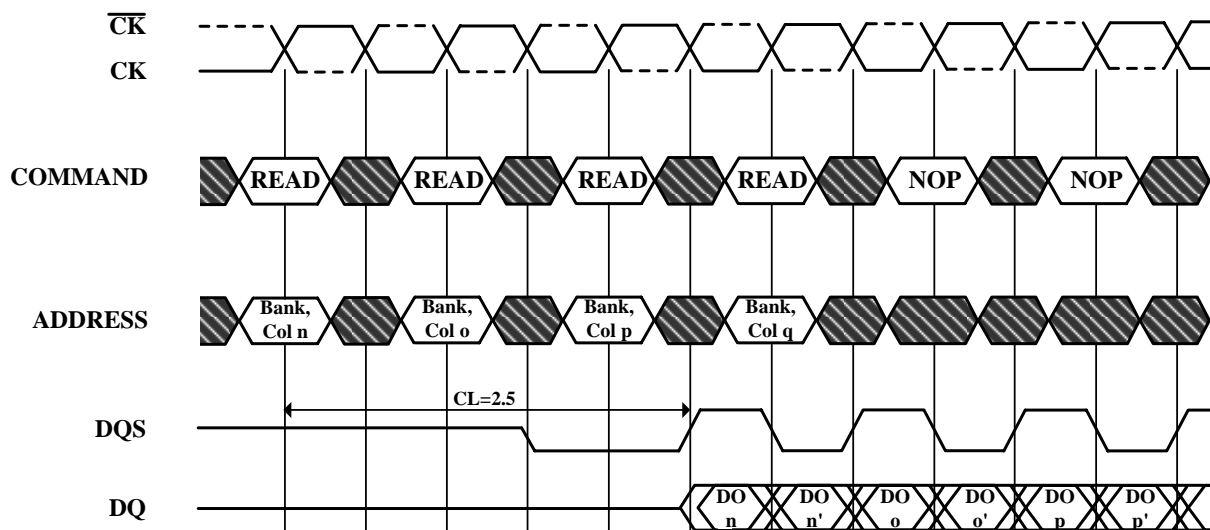 CK
CK
COMMAND
READ
READ
READ
READ
NOP
NOP
ADDRESS
Bank,
Col n
Bank,
Col o
Bank,
Col p
Bank,
Col q
CL=2.5
DQS
DQ
DO
n
DO
n'
DO
o
DO
o'
DO
p
DO
p'